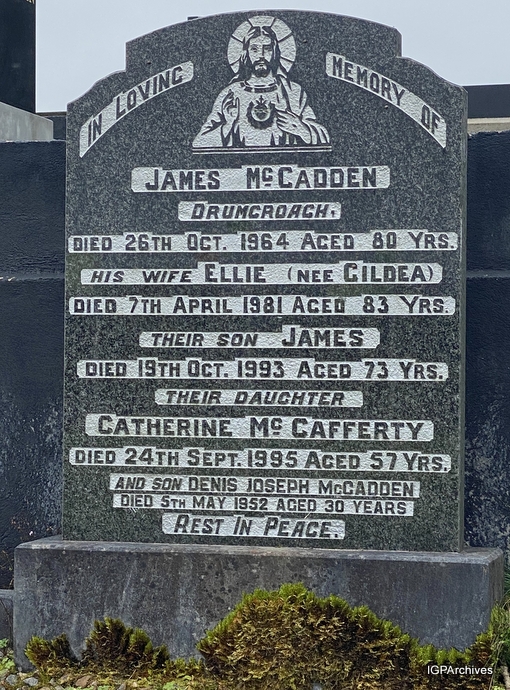 IN LOVING MEMORY OF
JAMES McCADDEN
DRUMCROACH.
DIED 26TH OCT. 1964 AGED 80 YRS.
HIS WIFE ELLIE (NEE GILDEA)
DIED 7TH APRIL 1981 AGED 83 YRS.
THEIR SON JAMES
DIED 19TH OCT. 1993 AGED 73 YRS.
THEIR DAUGHTER
CATHERINE Mc CAFFERTY
DIED 24TH SEPT. 1995 AGED 57 YRS.
AND SON DENIS JOSEPH McCADDEN
DIED 5TH MAY 1952 AGED 30 YEARS
REST IN PEACE.
IGPArchives